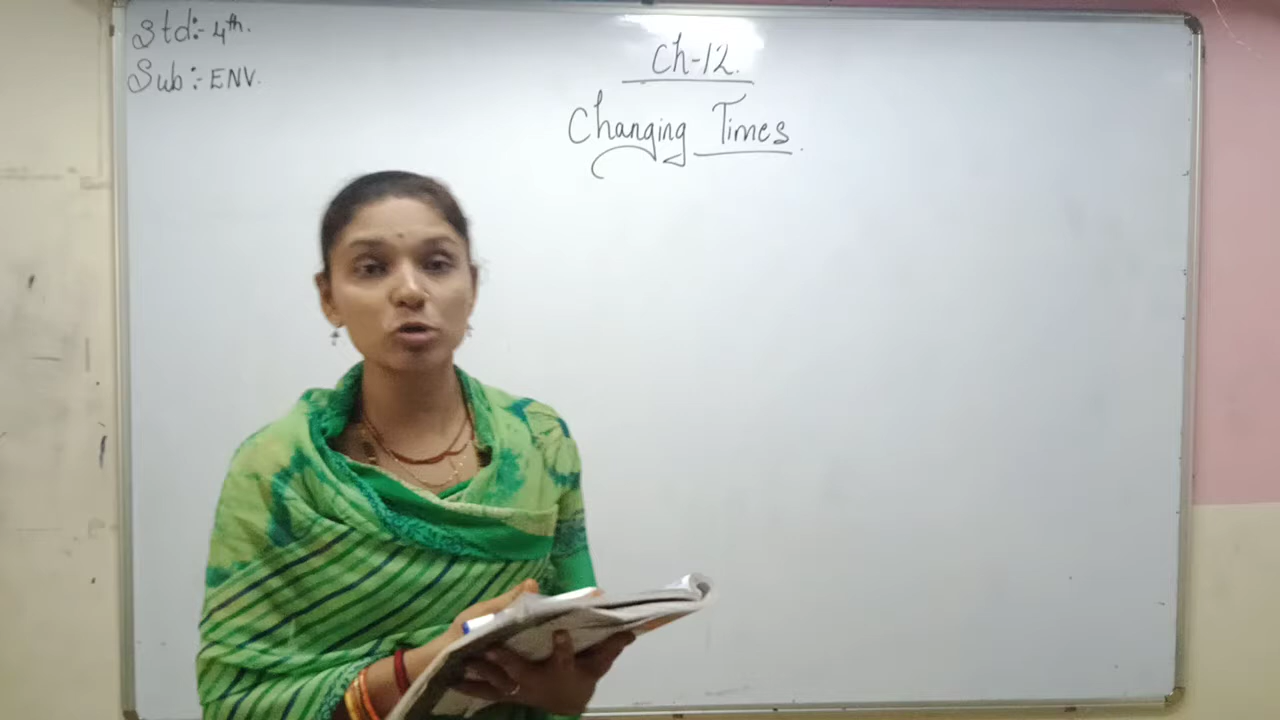 Std:- 4th.
Sub:- ENV.
Ch-12.
Changing Times.